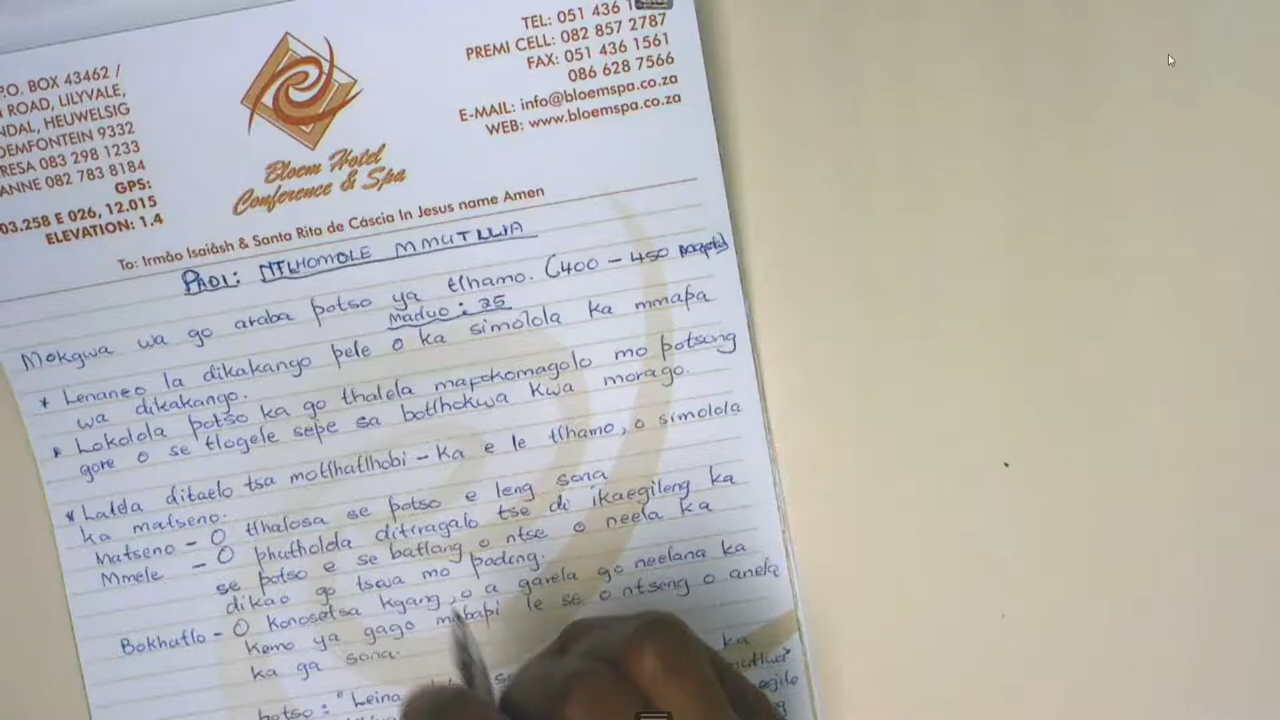 P.O. BOX 43462 /
ROAD, LILYVALE,
NDAL, HEUWELSIG
OEMFONTEIN 9332
RESA 083 298 1233
ANNE 082 783 8184
GPS:
03.258 E 026, 12.015
ELEVATION: 1.4
Bloem Hotel
Conference & Spa
TEL: 051 436 1
PREMI CELL: 082 857 2787
FAX: 051 436 1561
086 628 7566
E-MAIL: info@bloemspa.co.za
WEB: www.bloemspa.co.za
To: Irmão Isaiásh & Santa Rita de Cáscia In Jesus name Amen
PADI: NTLHOMOLE MMUTLWA
Mokgwa wa go araba potso ya tlhamo. (400 – 450
Maduo: 35
* Lenaneo la dikakango pele o ka simolola ka mmapa
wa dikakango.
* Lokolola potso ka go thalela mafokomagolo mo potsong
gore o se tlogele sepe sa botlhokwa kwa morago.
* Latela ditaelo tsa motlhatlhobi – ka e le tlhamo, o simolola
ka matseno.
Matseno – O tlhalosa se potso e leng sona
Mmele – O phutholola ditiragalo tse di ikaegileng ka
se potso e se batlang, o ntse o neela ka
dikao go tswa mo pading.
Bokhutlo – O konosetsa kgang, o a garela go neelana ka
kemo ya gago mabapi le se o ntseng o anela
ka ga sona.
potso: "Leina
ka